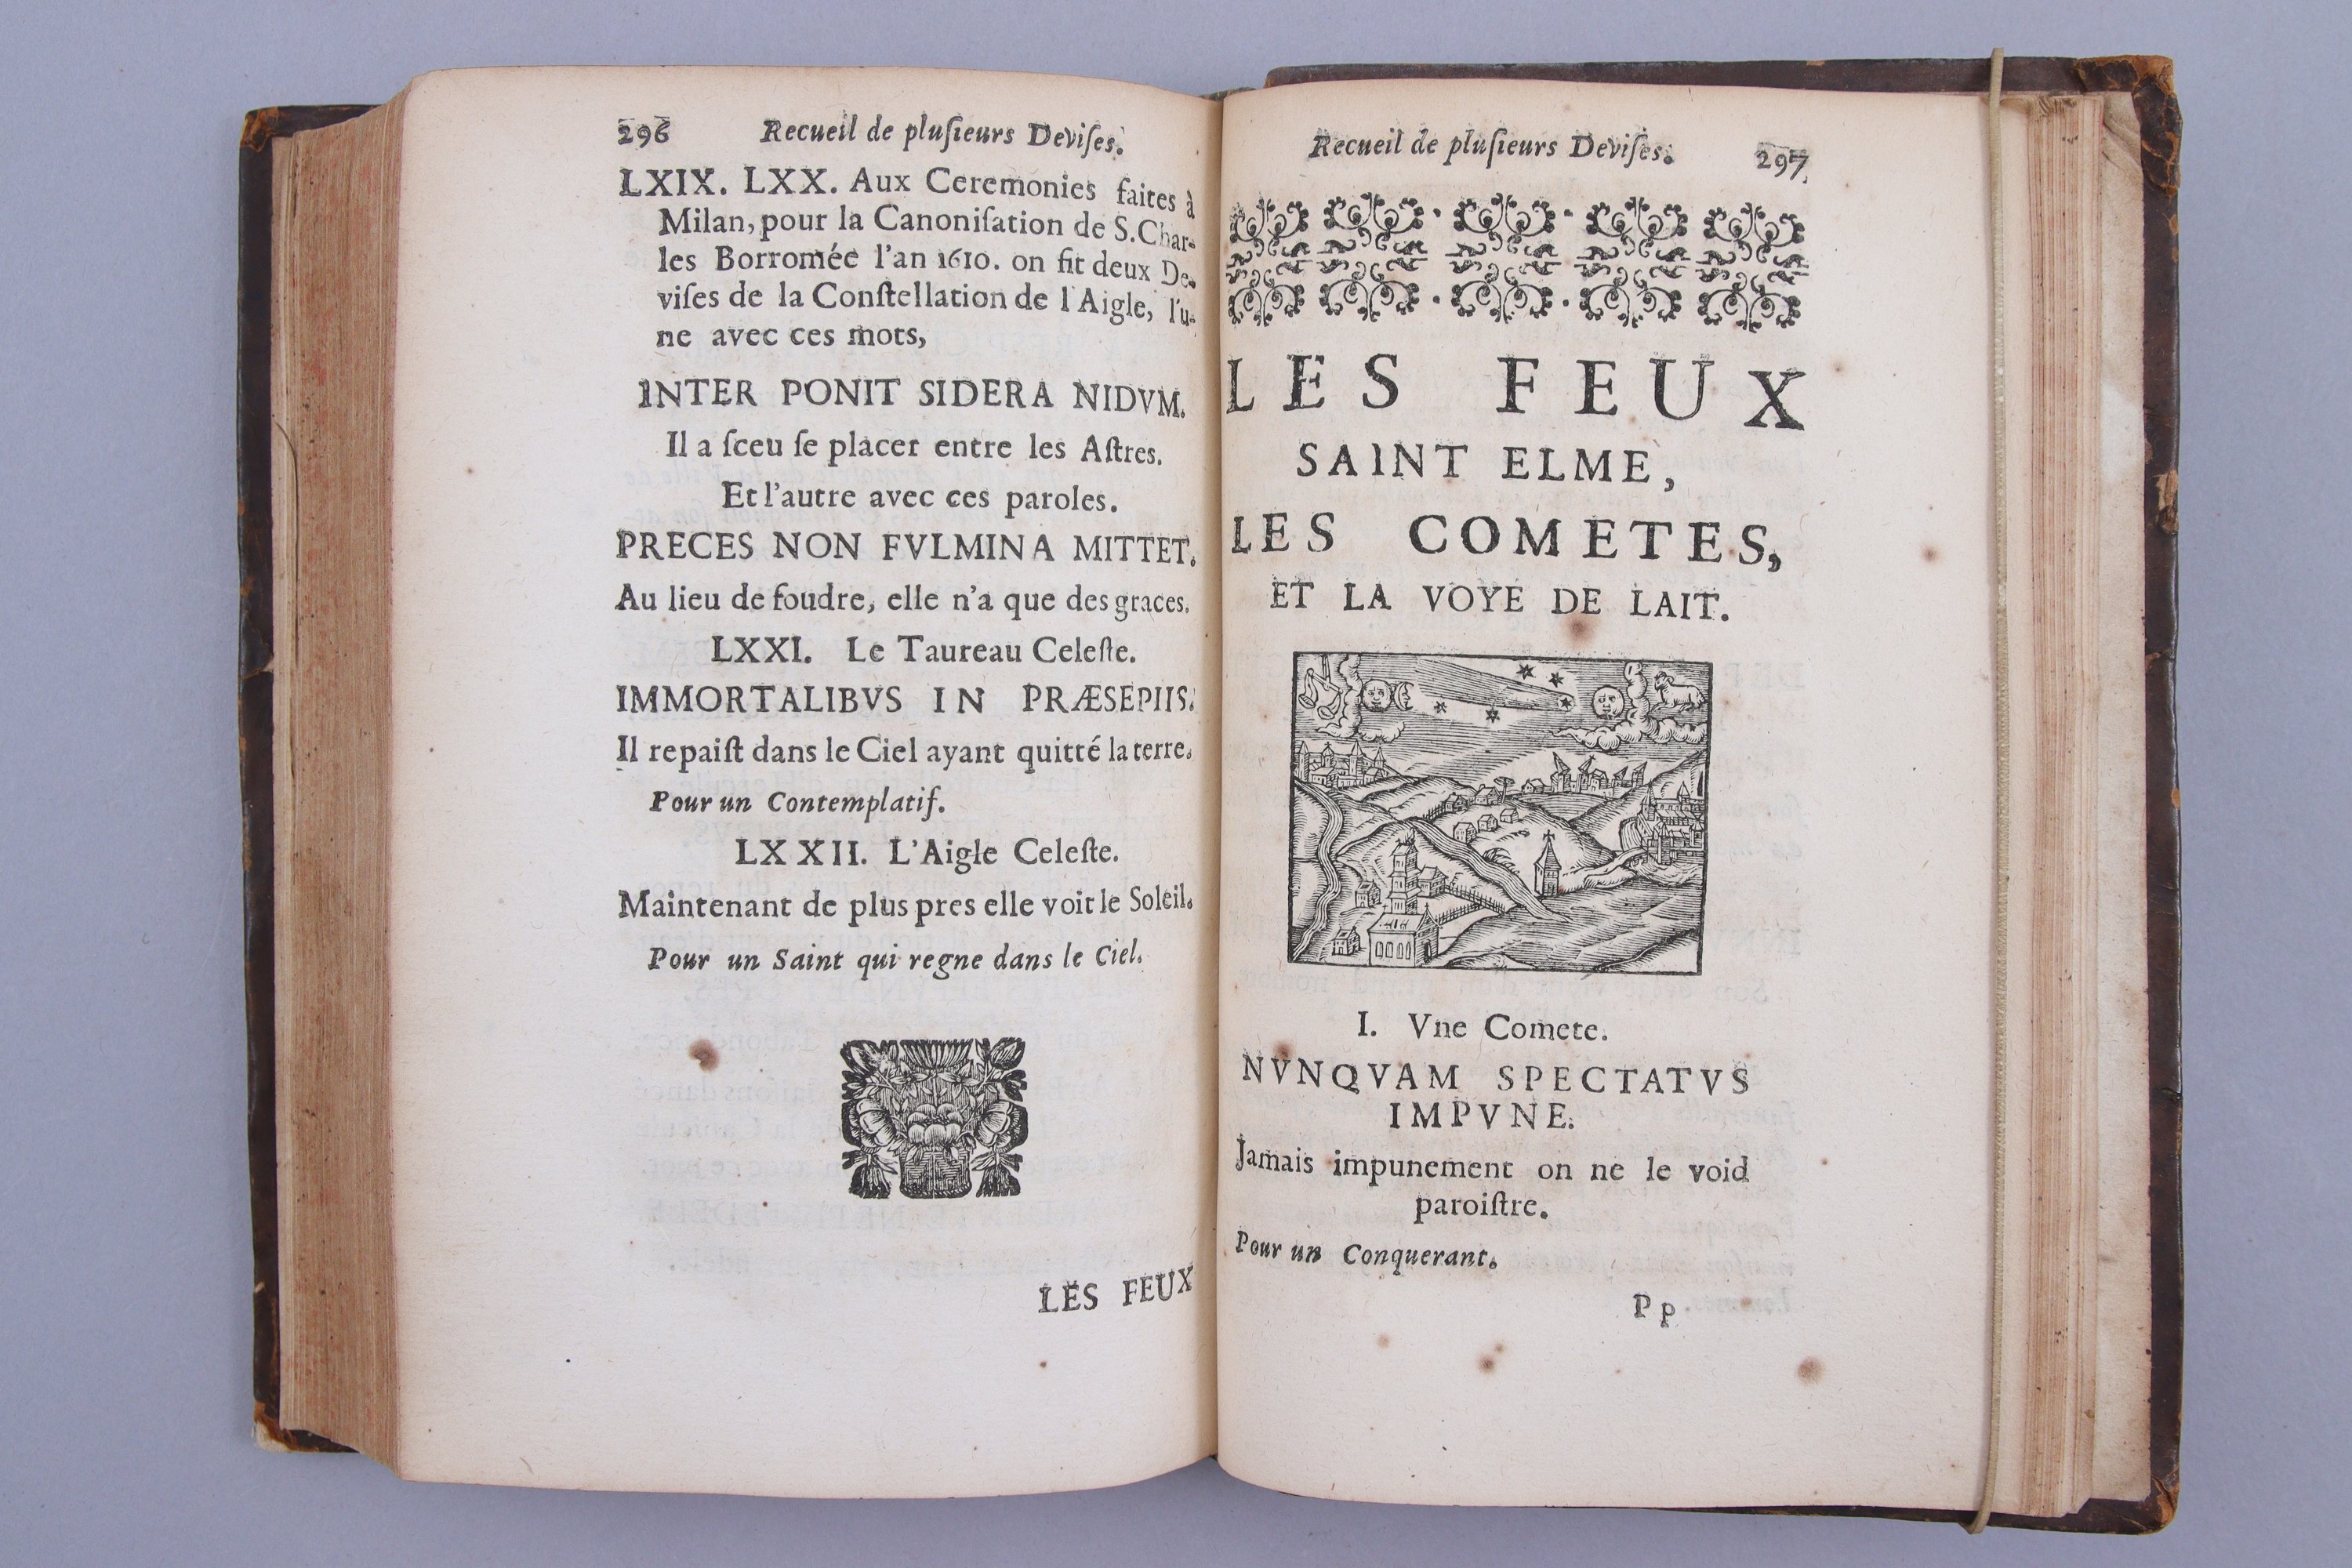 296 Recueil de pluſieurs Deviſes.
LXIX. LXX. Aux Ceremonies faites à
Milan, pour la Canoniſation de S. Char-
les Borromée l'an 1610. on fit deux De-
viſes de la Conſtellation de l'Aigle, l'u-
ne avec ces mots,
INTER PONIT SIDERA NIDVM.
Il a ſceu ſe placer entre les Aſtres.
Et l'autre avec ces paroles.
PRECES NON FVLMINA MITTET.
Au lieu de foudre, elle n'a que des graces.
LXXI. Le Taureau Celeſte.
IMMORTALIBVS IN PRÆSEPIIS.
Il repaiſt dans le Ciel ayant quitté la terre.
Pour un Contemplatif.
LXXII. L'Aigle Celeſte.
Maintenant de plus pres elle voit le Soleil.
Pour un Saint qui regne dans le Ciel.
LES FEUX
Recueil de pluſieurs Deviſes. 297
LES FEUX
SAINT ELME,
LES COMETES,
ET LA VOYE DE LAIT.
I. Vne Comete.
NVNQVAM SPECTATVS
IMPVNE.
Jamais impunement on ne le void
paroiſtre.
Pour un Conquerant.
Pp